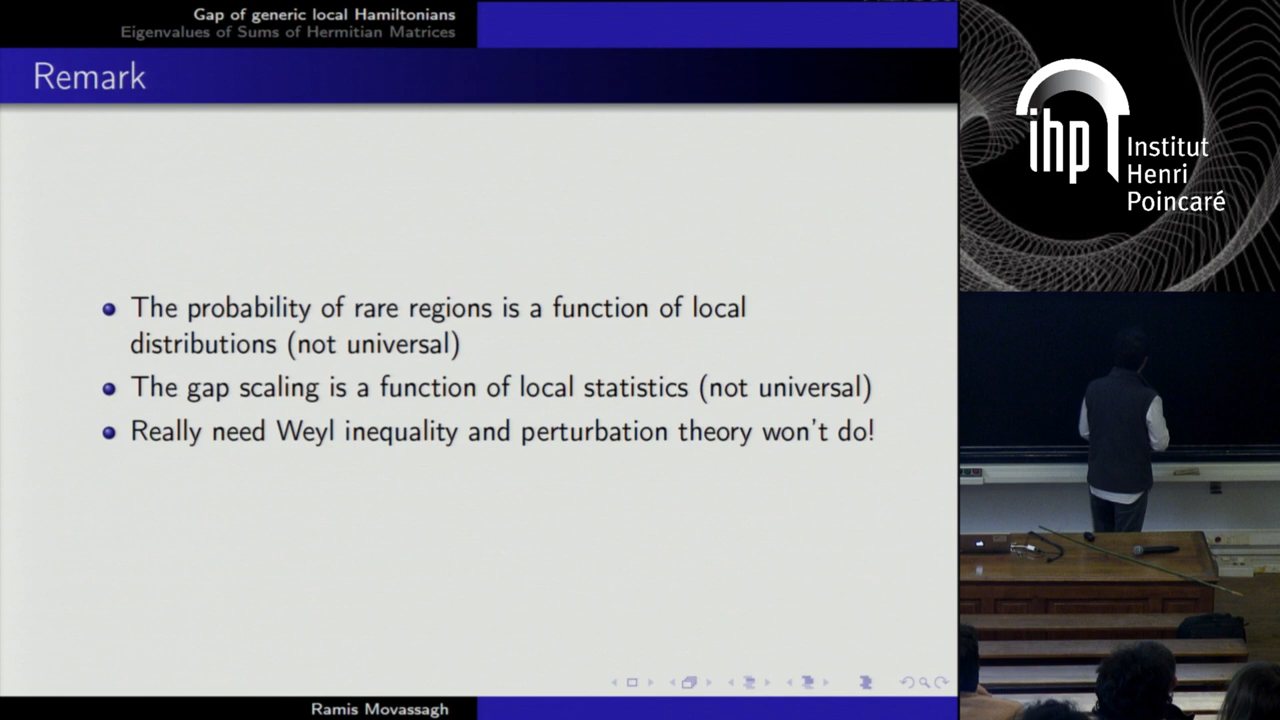 Gap of generic local Hamiltonians
Eigenvalues of Sums of Hermitian Matrices
Remark
The probability of rare regions is a function of local
distributions (not universal)
The gap scaling is a function of local statistics (not universal)
Really need Weyl inequality and perturbation theory won't do!
Ramis Movassagh
ihp
Institut
Henri
Poincaré